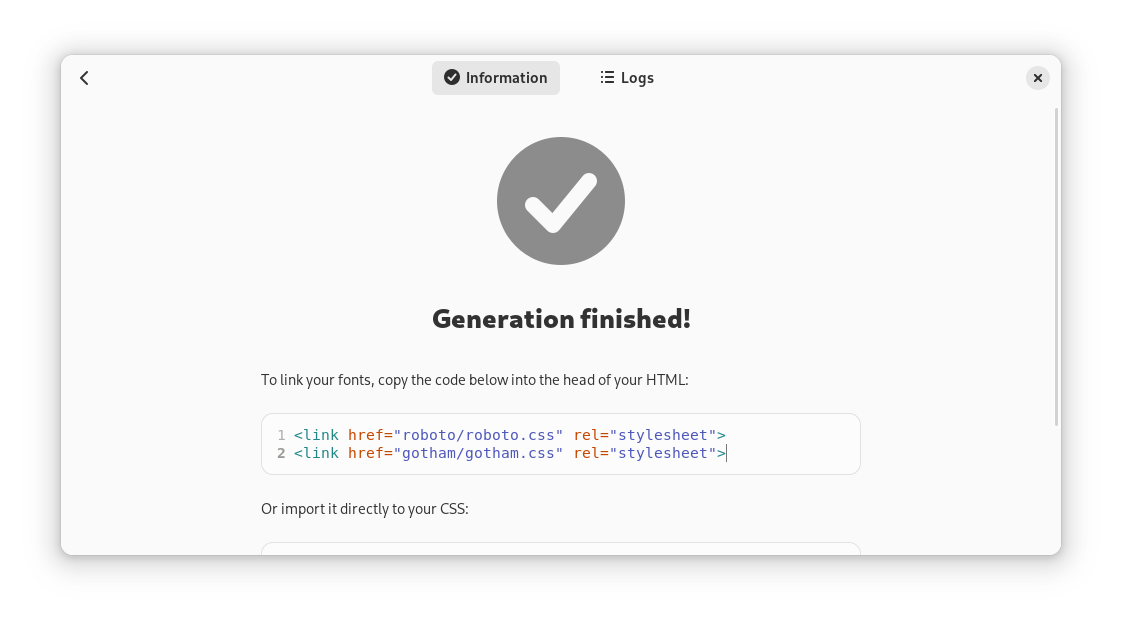 Information
Logs
Generation finished!
To link your fonts, copy the code below into the head of your HTML:
1 <link href="roboto/roboto.css" rel="stylesheet">
2 <link href="gotham/gotham.css" rel="stylesheet">
Or import it directly to your CSS: